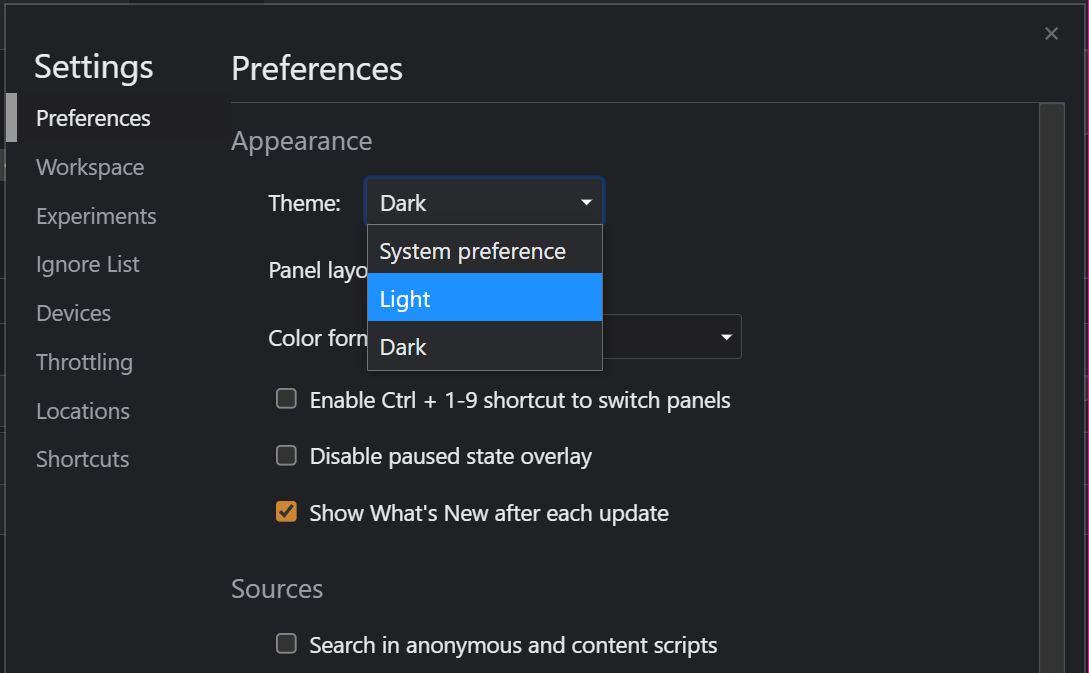 Settings
Preferences
Workspace
Experiments
Ignore List
Devices
Throttling
Locations
Shortcuts
Preferences
Appearance
Theme: Dark
System preference
Light
Dark
Panel layo
Color form
Enable Ctrl + 1-9 shortcut to switch panels
Disable paused state overlay
Show What's New after each update
Sources
Search in anonymous and content scripts